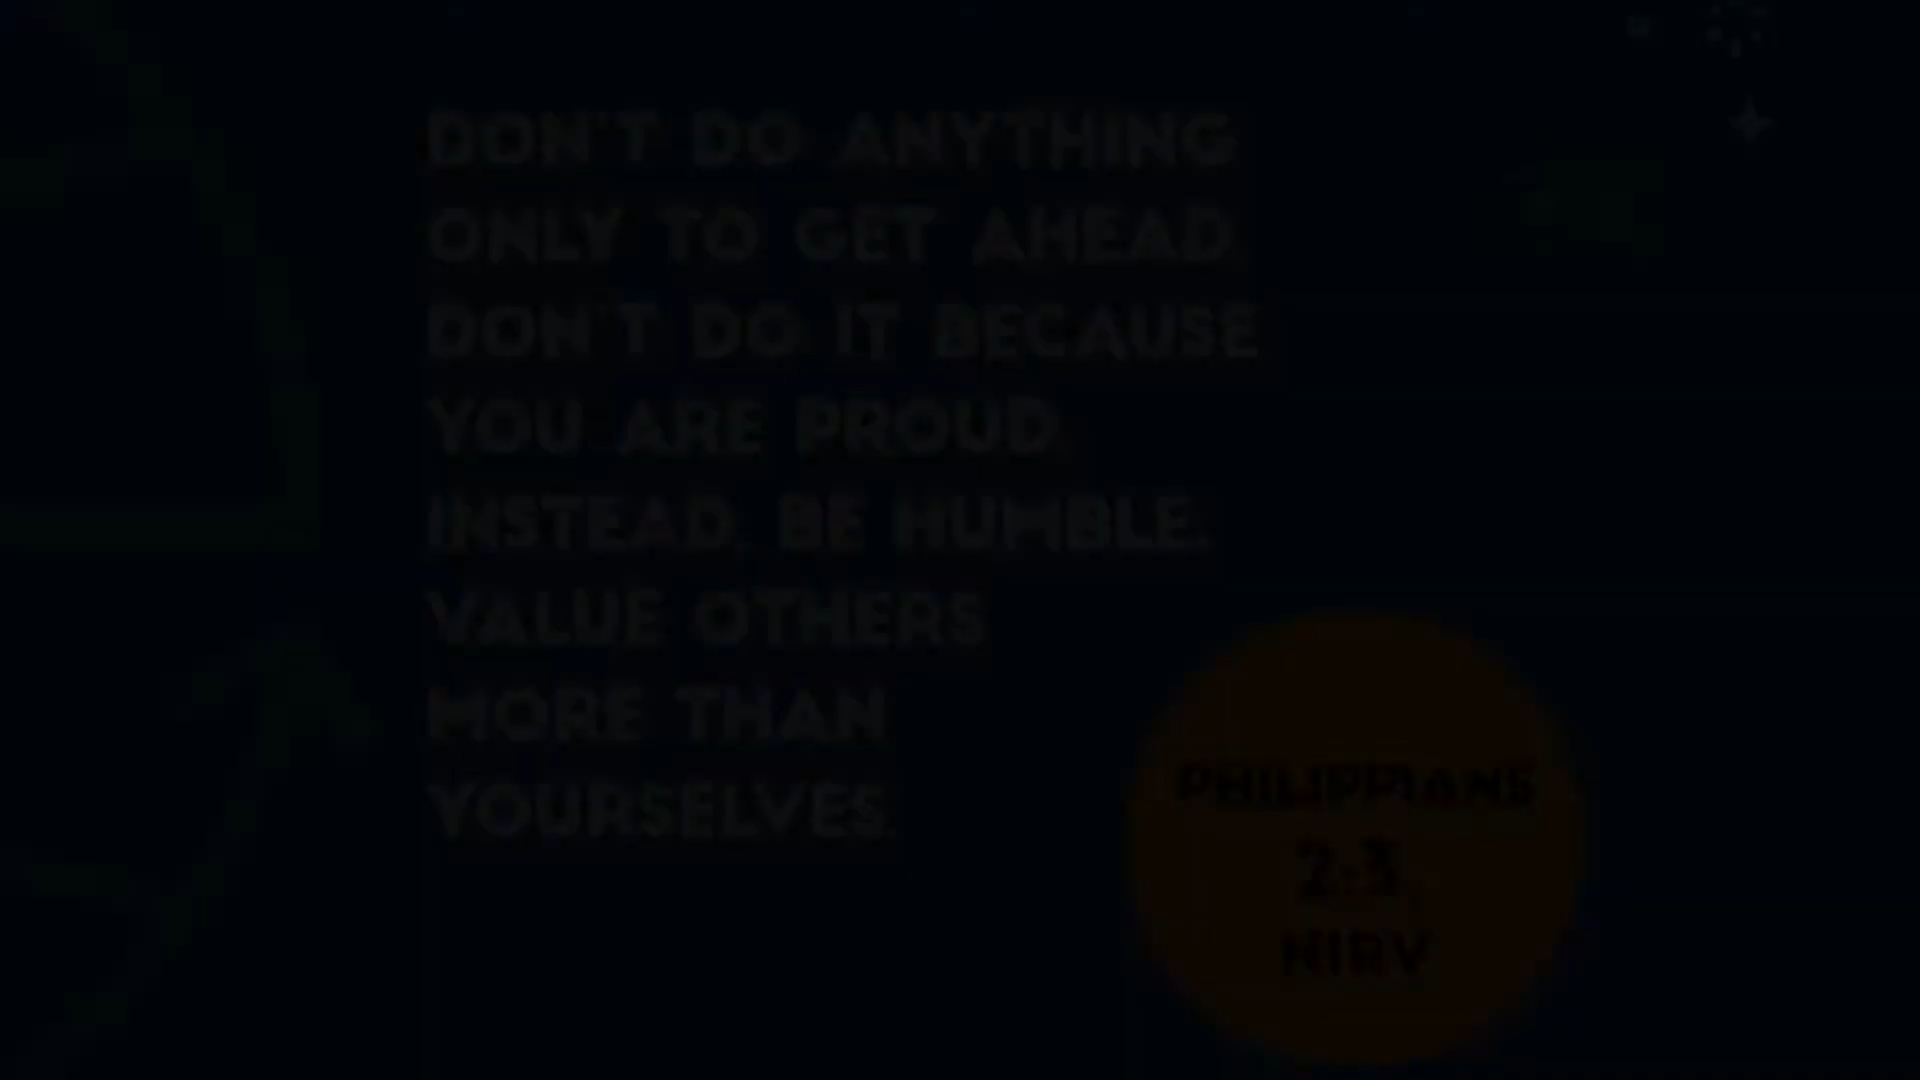 DON'T DO ANYTHING
ONLY TO GET AHEAD.
DON'T DO IT BECAUSE
YOU ARE PROUD.
INSTEAD, BE HUMBLE.
VALUE OTHERS
MORE THAN
YOURSELVES.
PHILIPPIANS
2:3,
NIRV